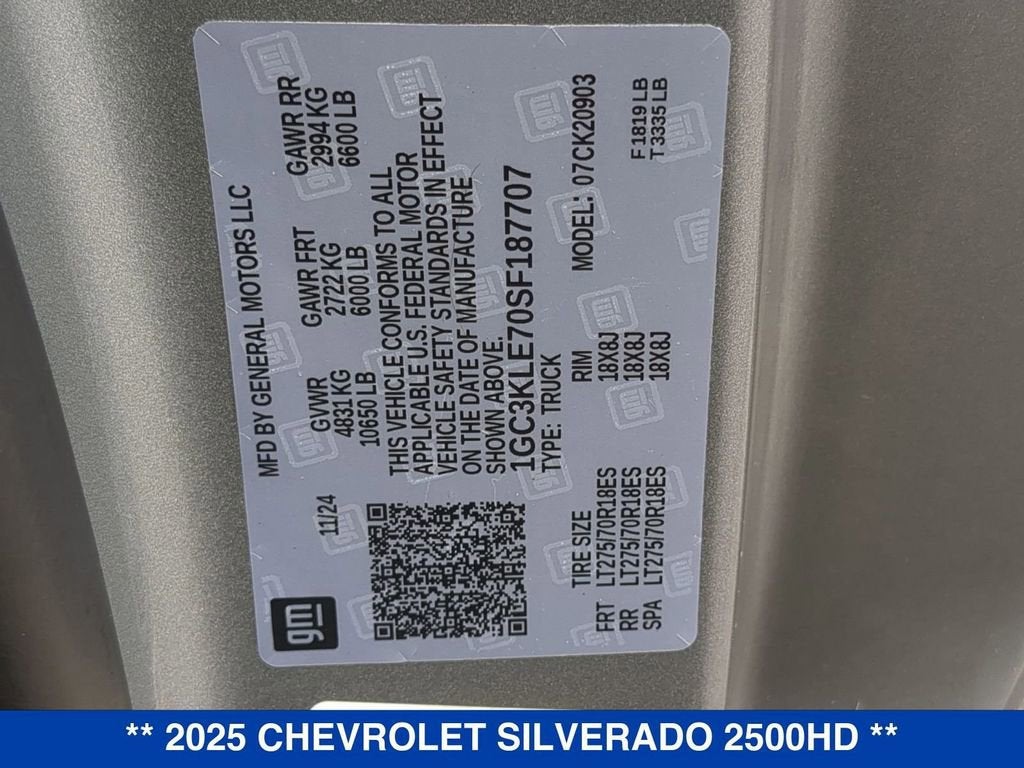 gm
11/24
MFD BY GENERAL MOTORS LLC
GVWR GAWR FRT GAWR RR
4831 KG 2722 KG 2994 KG
10650 LB 6000 LB 6600 LB
THIS VEHICLE CONFORMS TO ALL
APPLICABLE U.S. FEDERAL MOTOR
VEHICLE SAFETY STANDARDS IN EFFECT
ON THE DATE OF MANUFACTURE
SHOWN ABOVE.
1GC3KLE70SF187707
TYPE: TRUCK MODEL: 07CK20903
TIRE SIZE RIM
FRT LT275/70R18ES 18X8J F 1819 LB
RR LT275/70R18ES 18X8J T 3335 LB
SPA LT275/70R18ES 18X8J
** 2025 CHEVROLET SILVERADO 2500HD **